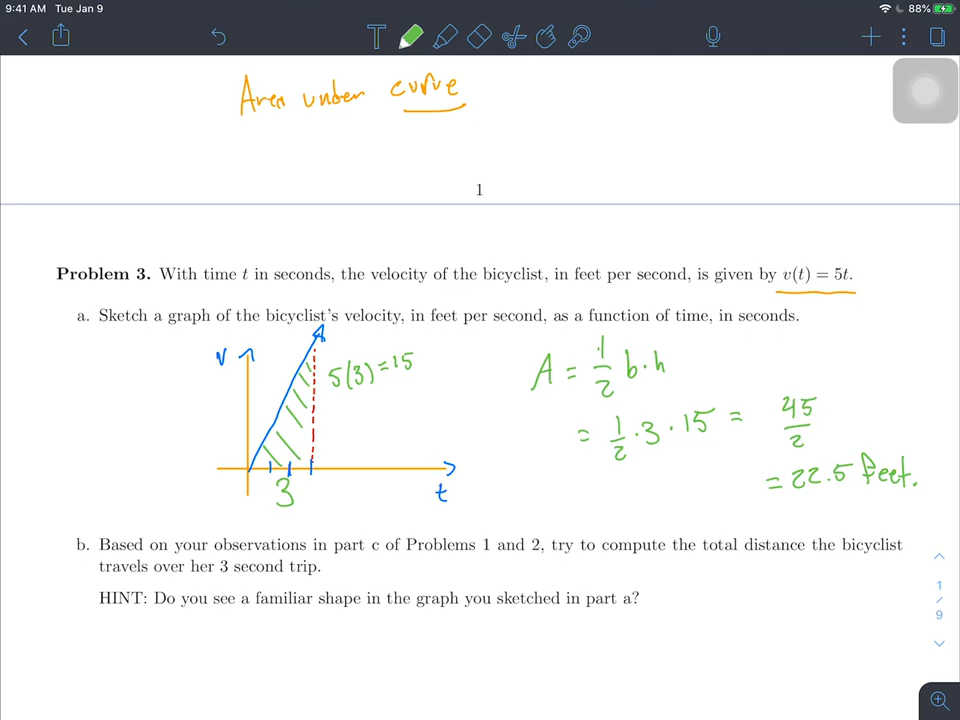 9:41 AM Tue Jan 9
88%
T
Area under curve
1
Problem 3. With time t in seconds, the velocity of the bicyclist, in feet per second, is given by v(t) = 5t.
a. Sketch a graph of the bicyclist's velocity, in feet per second, as a function of time, in seconds.
v
5(3)=15
3
t
A = 1/2 b·h
= 1/2 · 3 · 15 = 45/2
= 22.5 feet.
b. Based on your observations in part c of Problems 1 and 2, try to compute the total distance the bicyclist
travels over her 3 second trip.
HINT: Do you see a familiar shape in the graph you sketched in part a?
1
/
9